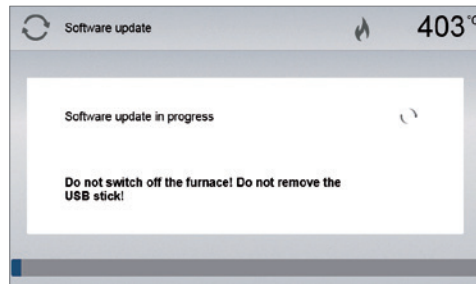 Software update
403 °C
Software update in progress
Do not switch off the furnace! Do not remove the
USB stick!